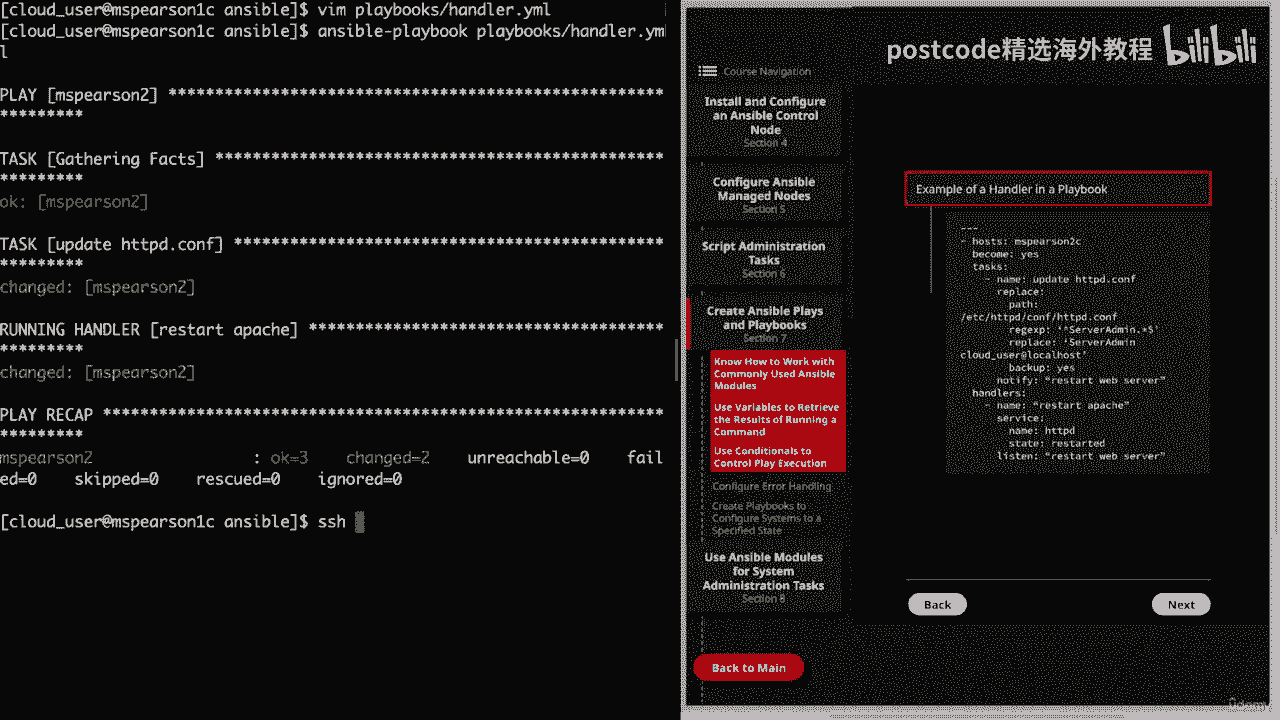 [cloud_user@mspearson1c ansible]$ vim playbooks/handler.yml
[cloud_user@mspearson1c ansible]$ ansible-playbook playbooks/handler.ym
l
PLAY [mspearson2] *****************************************************
*********
TASK [Gathering Facts] ************************************************
*********
ok: [mspearson2]
TASK [update httpd.conf] **********************************************
*********
changed: [mspearson2]
RUNNING HANDLER [restart apache] **************************************
*********
changed: [mspearson2]
PLAY RECAP ************************************************************
*********
mspearson2 : ok=3 changed=2 unreachable=0 fail
ed=0 skipped=0 rescued=0 ignored=0
[cloud_user@mspearson1c ansible]$ ssh
postcode精选海外教程 bilibili
Course Navigation
Install and Configure
an Ansible Control
Node
Section 4
Configure Ansible
Managed Nodes
Section 5
Script Administration
Tasks
Section 6
Create Ansible Plays
and Playbooks
Section 7
Know How to Work with
Commonly Used Ansible
Modules
Use Variables to Retrieve
the Results of Running a
Command
Use Conditionals to
Control Play Execution
Configure Error Handling
Create Playbooks to
Configure Systems to a
Specified State
Use Ansible Modules
for System
Administration Tasks
Section 8
Back to Main
Example of a Handler in a Playbook
---
- hosts: mspearson2c
become: yes
tasks:
- name: update httpd.conf
replace:
path:
/etc/httpd/conf/httpd.conf
regexp: '^ServerAdmin.*$'
replace: 'ServerAdmin
cloud_user@localhost'
backup: yes
notify: "restart web server"
handlers:
name: "restart apache"
service:
name: httpd
state: restarted
listen: "restart web server"
Back
Next
Udemy